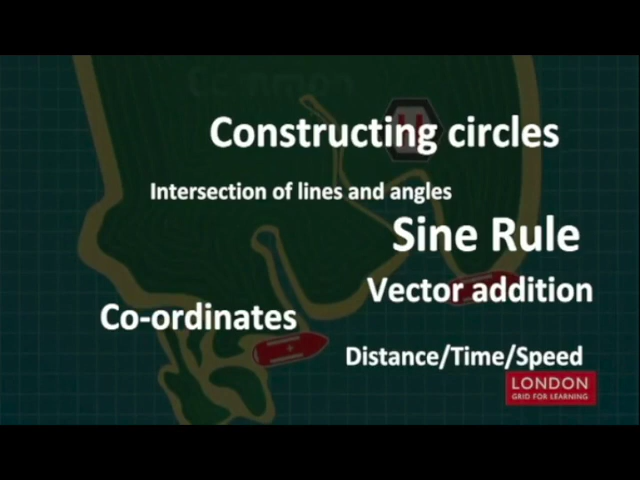 Common
Constructing circles
Intersection of lines and angles
Sine Rule
Vector addition
Co-ordinates
Distance/Time/Speed
LONDON
GRID FOR LEARNING